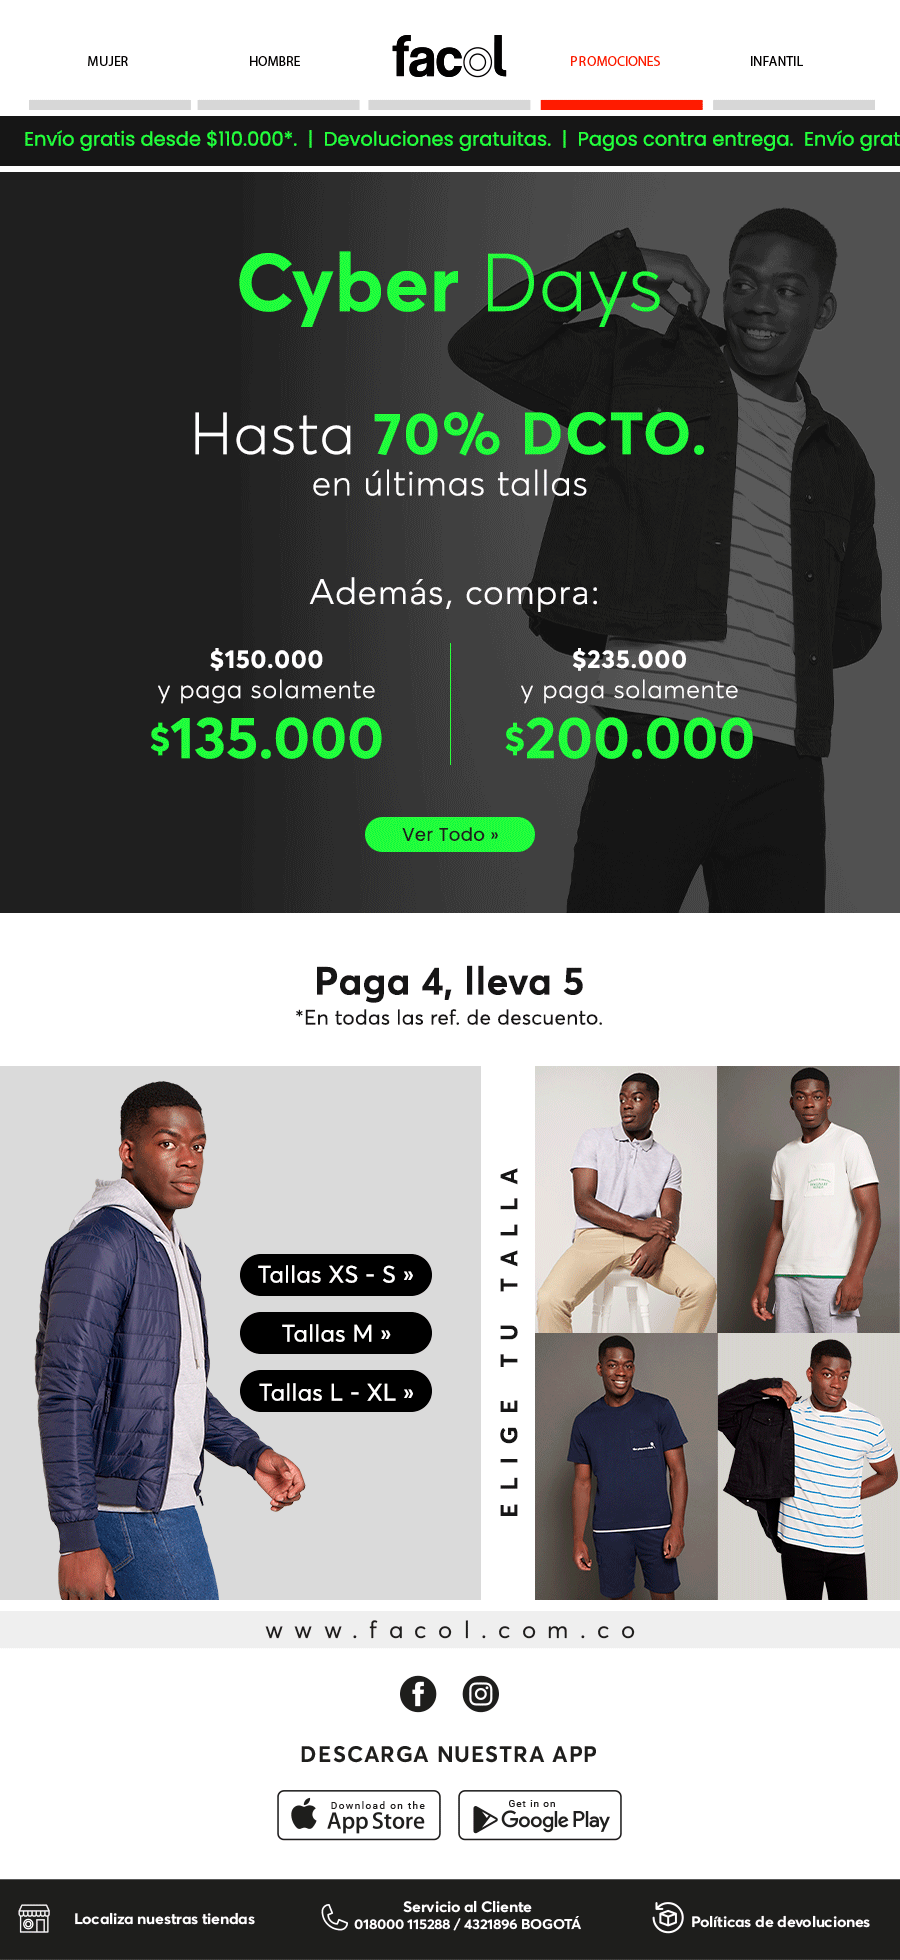 MUJER
HOMBRE
facol
PROMOCIONES
INFANTIL
Envío gratis desde $110.000*. | Devoluciones gratuitas. | Pagos contra entrega. Envío grat
Cyber Days
Hasta 70% DCTO.
en últimas tallas
Además, compra:
$150.000
y paga solamente
$135.000
$235.000
y paga solamente
$200.000
Ver Todo »
Paga 4, lleva 5
*En todas las ref. de descuento.
Tallas XS - S »
Tallas M »
Tallas L - XL »
ELIGE TU TALLA
www.facol.com.co
DESCARGA NUESTRA APP
Download on the
App Store
Get in on
Google Play
Localiza nuestras tiendas
Servicio al Cliente
018000 115288 / 4321896 BOGOTÁ
Políticas de devoluciones